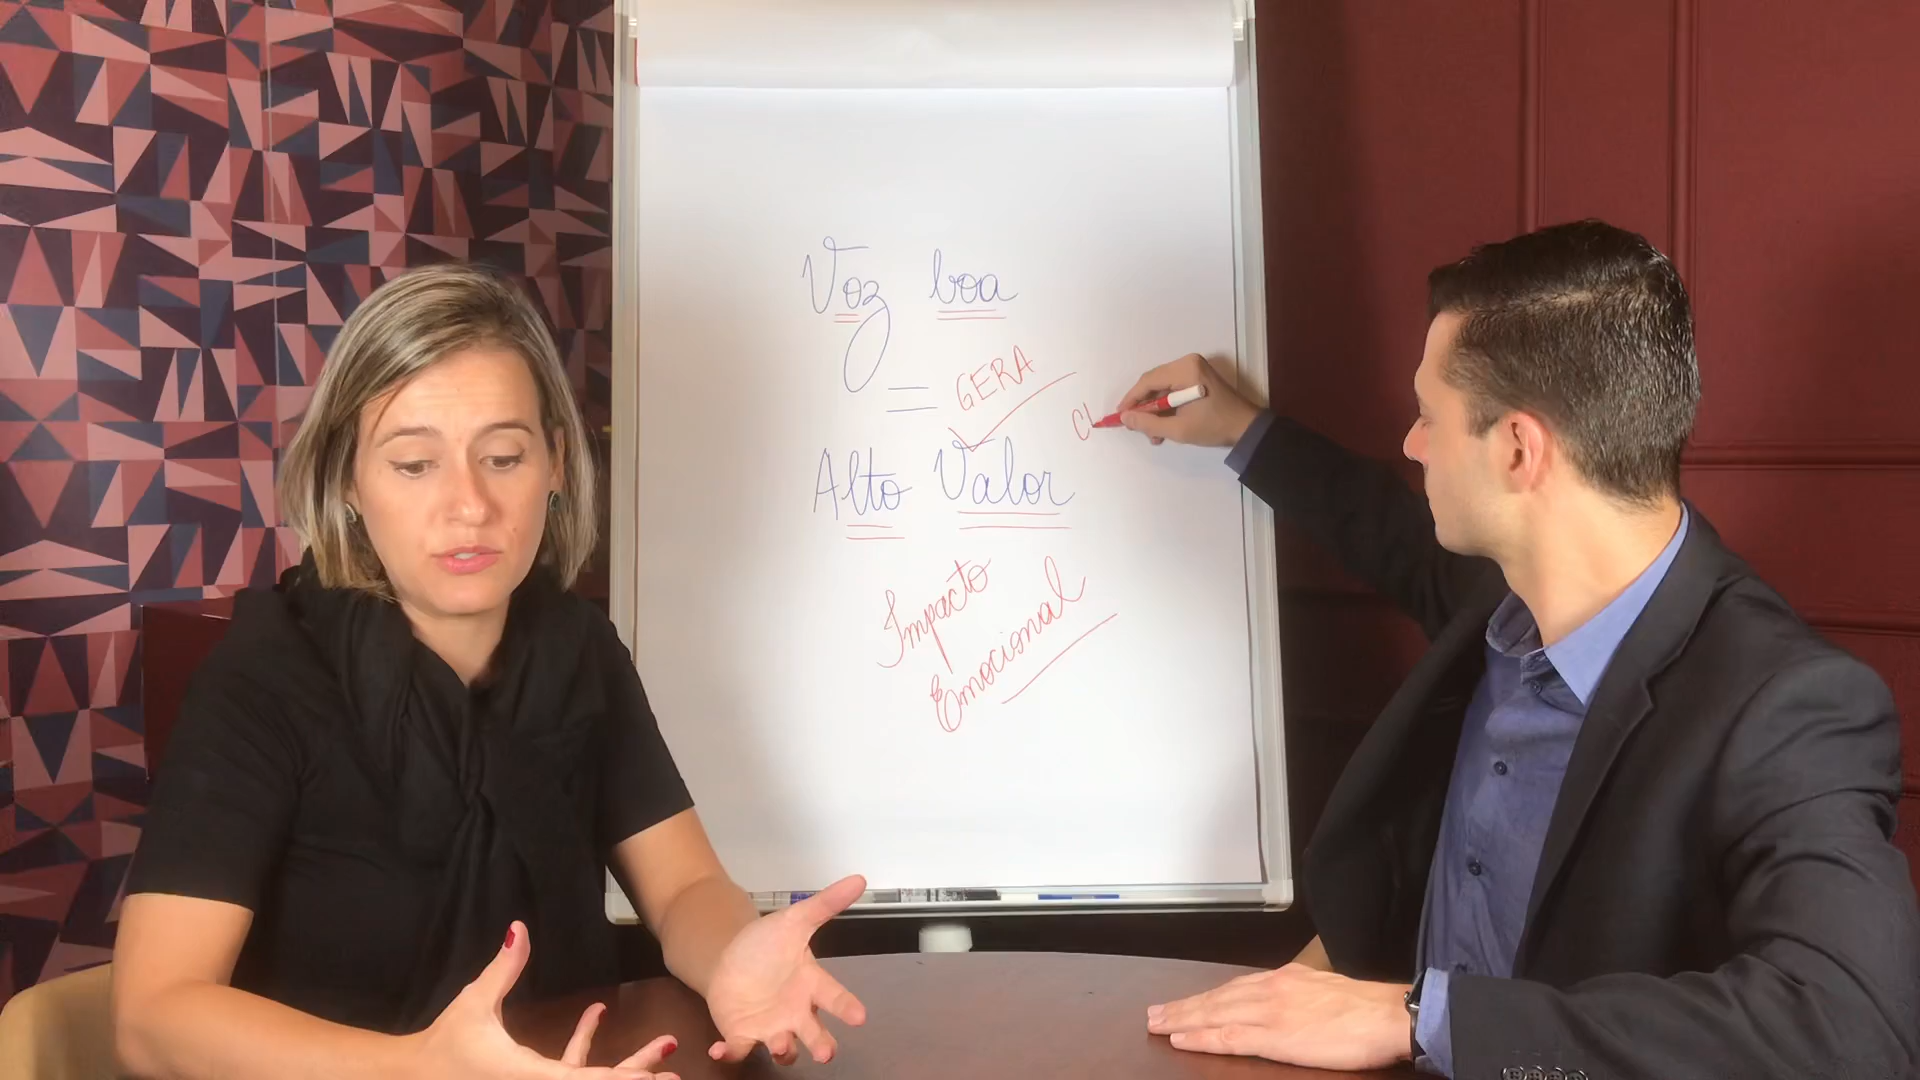 Voz boa
= GERA
Alto Valor
Impacto
Emocional